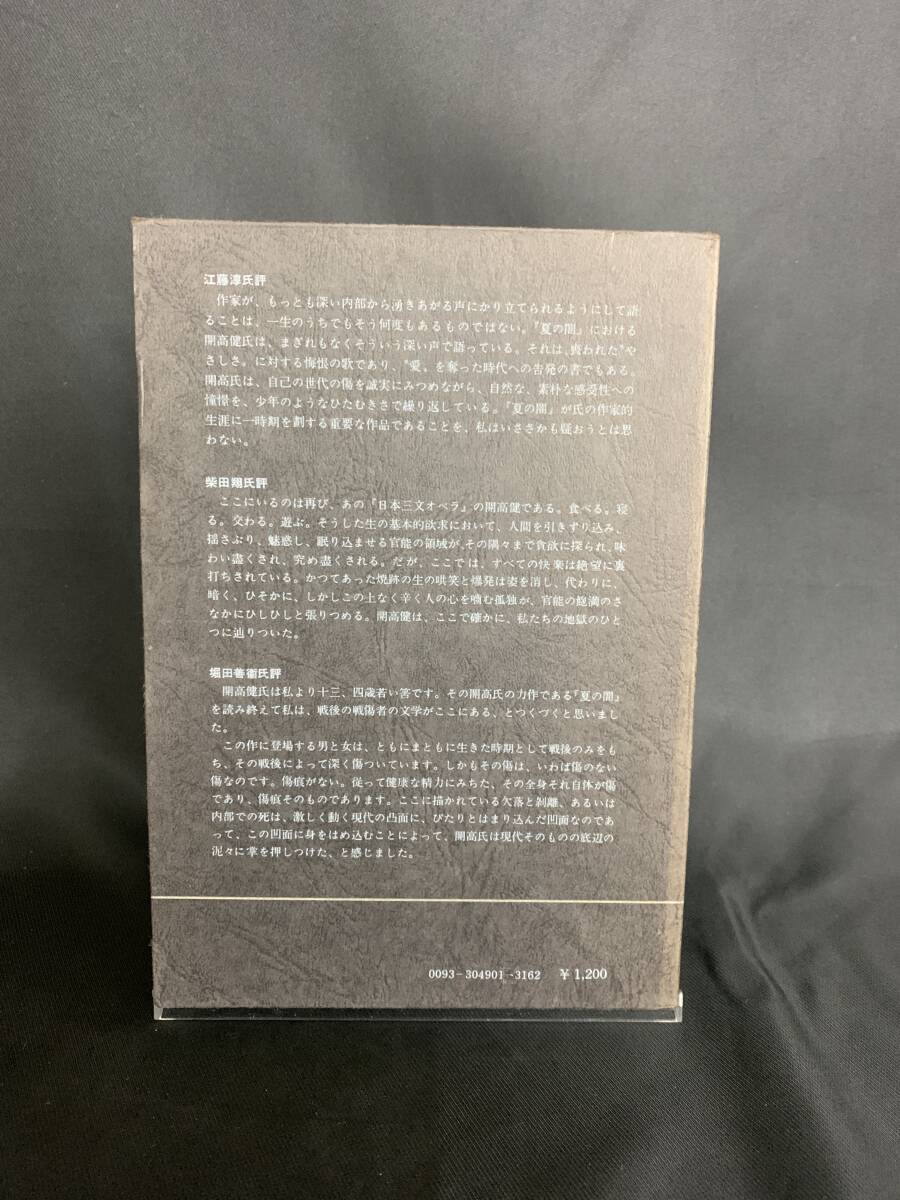 江藤淳氏評
作家が、もっとも深い内部から湧きあがる声にかり立てられるようにして語
ることは、一生のうちでもそう何度もあるものではない。『夏の闇』における
開高健氏は、まぎれもなくそういう深い声で語っている。それは、喪われた〝や
さしさ〟に対する悔恨の歌であり、〝愛〟を奪った時代への告発の書でもある。
開高氏は、自己の世代の傷を誠実にみつめながら、自然な、素朴な感受性への
憧憬を、少年のようなひたむきさで繰り返している。『夏の闇』が氏の作家的
生涯に一時期を劃する重要な作品であることを、私はいささかも疑おうとは思
わない。
柴田翔氏評
ここにいるのは再び、あの『日本三文オペラ』の開高健である。食べる。寝
る。交わる。遊ぶ。そうした生の基本的欲求において、人間を引きずり込み、
揺さぶり、魅惑し、眠り込ませる官能の領域が、その隅々まで貪欲に探られ、味
わい盡くされ、究め盡くされる。だが、ここでは、すべての快楽は絶望に裏
打ちされている。かつてあった焼跡の生の哄笑と爆発は姿を消し、代わりに、
暗く、ひそかに、しかしこの上なく辛く人の心を噛む孤独が、官能の飽満のさ
なかにひしひしと張りつめる。開高健は、ここで確かに、私たちの地獄のひと
つに辿りついた。
堀田善衞氏評
開高健氏は私より十三、四歳若い筈です。その開高氏の力作である『夏の闇』
を読み終えて私は、戦後の戦傷者の文学がここにある、とつくづくと思いまし
た。
この作に登場する男と女は、ともにまともに生きた時期として戦後のみをも
ち、その戦後によって深く傷ついています。しかもその傷は、いわば傷のない
傷なのです。傷痕がない。従って健康な精力にみちた、その全身それ自体が傷
であり、傷痕そのものであります。ここに描かれている欠落と剝離、あるいは
内部での死は、激しく動く現代の凸面に、ぴたりとはまり込んだ凹面なのであ
って、この凹面に身をはめ込むことによって、開高氏は現代そのものの底辺の
泥々に掌を押しつけた、と感じました。
0093-304901-3162 ¥1,200